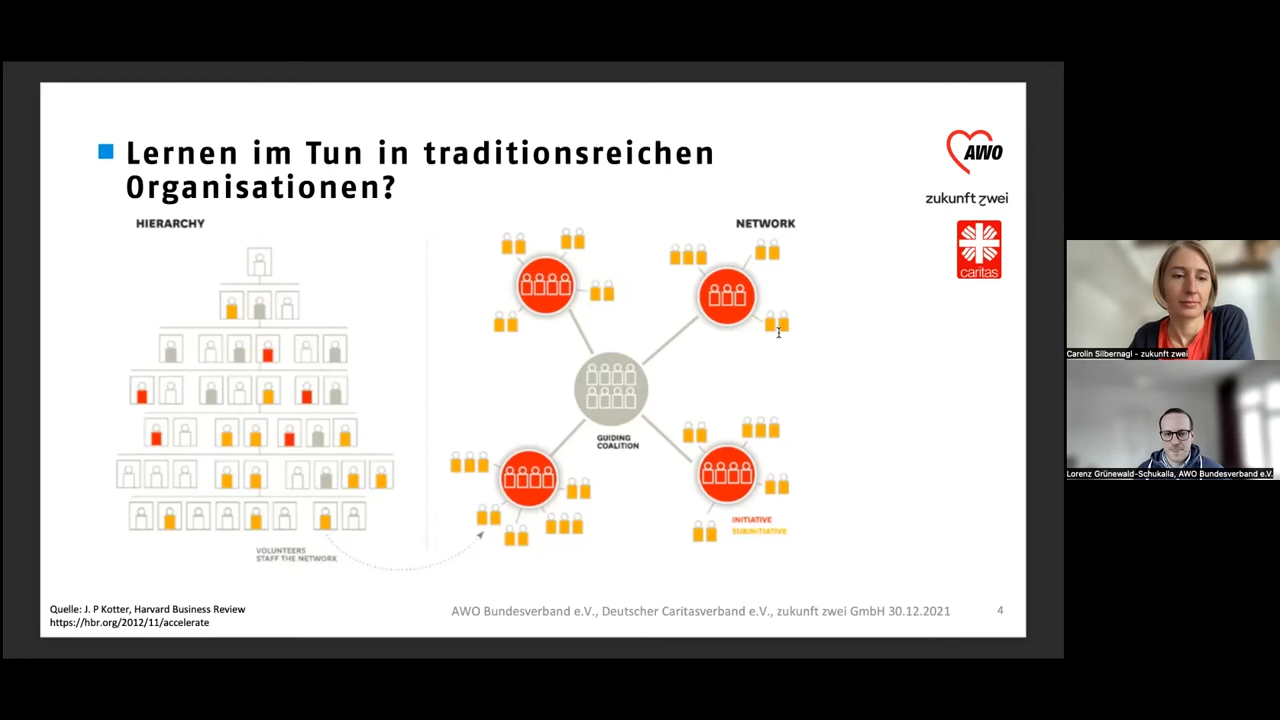 Lernen im Tun in traditionsreichen
Organisationen?
AWO
zukunft zwei
caritas
HIERARCHY
NETWORK
GUIDING
COALITION
INITIATIVE
SUBINITIATIVE
VOLUNTEERS
STAFF THE NETWORK
Quelle: J. P Kotter, Harvard Business Review
https://hbr.org/2012/11/accelerate
AWO Bundesverband e.V., Deutscher Caritasverband e.V., zukunft zwei GmbH 30.12.2021
4
Carolin Silbernagl - zukunft zwei
Lorenz Grünewald-Schukalla, AWO Bundesverband e.V.